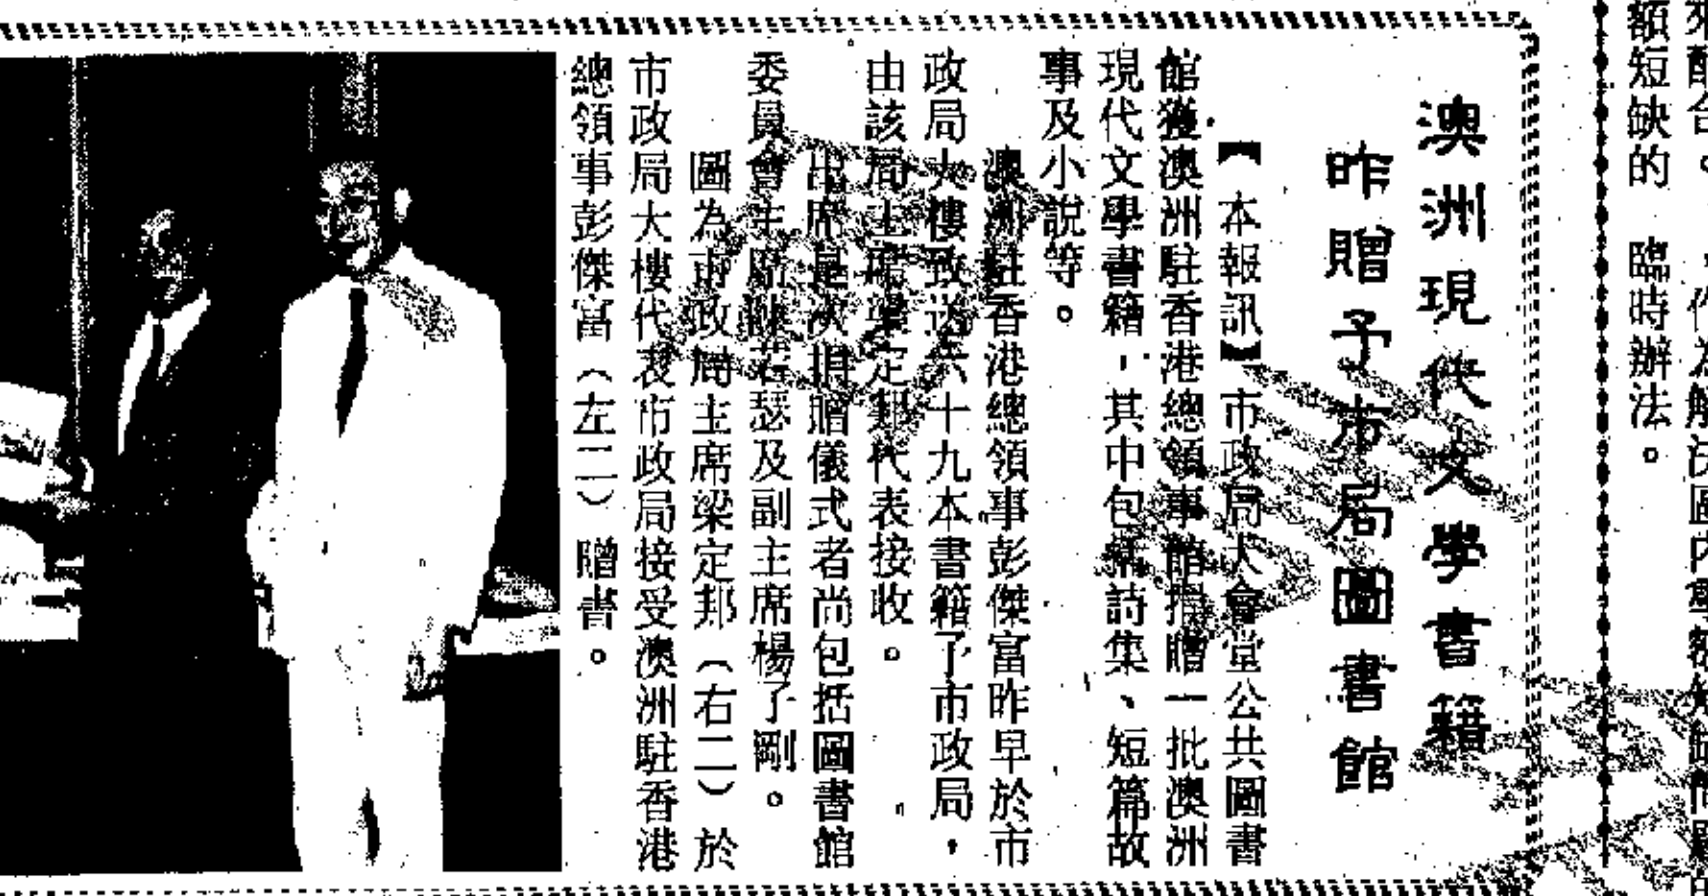 額短缺的 臨時辦法。
澳洲現代文學書籍
昨贈予市局圖書館
【本報訊】市政局大會堂公共圖書
館獲澳洲駐香港總領事館捐贈一批澳洲
現代文學書籍，其中包括詩集、短篇故
事及小說等。
澳洲駐香港總領事彭傑富昨早於市
政局大樓致送六十九本書籍了市政局，
由該局主席梁定邦代表接收。
出席是次捐贈儀式者尚包括圖書館
委員會主席陳若瑟及副主席楊了剛。
圖為市政局主席梁定邦（右二）於
市政局大樓代表市政局接受澳洲駐香港
總領事彭傑富（左二）贈書。